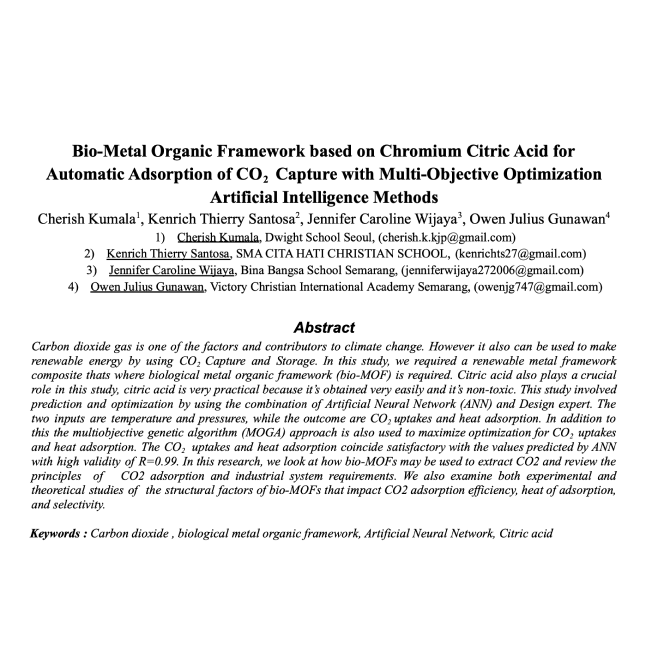 Bio-Metal Organic Framework based on Chromium Citric Acid for
Automatic Adsorption of CO₂ Capture with Multi-Objective Optimization
Artificial Intelligence Methods
Cherish Kumala¹, Kenrich Thierry Santosa², Jennifer Caroline Wijaya³, Owen Julius Gunawan⁴
1) Cherish Kumala, Dwight School Seoul, (cherish.k.kjp@gmail.com)
2) Kenrich Thierry Santosa, SMA CITA HATI CHRISTIAN SCHOOL, (kenrichts27@gmail.com)
3) Jennifer Caroline Wijaya, Bina Bangsa School Semarang, (jenniferwijaya272006@gmail.com)
4) Owen Julius Gunawan, Victory Christian International Academy Semarang, (owenjg747@gmail.com)
Abstract
Carbon dioxide gas is one of the factors and contributors to climate change. However it also can be used to make
renewable energy by using CO₂ Capture and Storage. In this study, we required a renewable metal framework
composite thats where biological metal organic framework (bio-MOF) is required. Citric acid also plays a crucial
role in this study, citric acid is very practical because it's obtained very easily and it's non-toxic. This study involved
prediction and optimization by using the combination of Artificial Neural Network (ANN) and Design expert. The
two inputs are temperature and pressures, while the outcome are CO₂ uptakes and heat adsorption. In addition to
this the multiobjective genetic algorithm (MOGA) approach is also used to maximize optimization for CO₂ uptakes
and heat adsorption. The CO₂ uptakes and heat adsorption coincide satisfactory with the values predicted by ANN
with high validity of R=0.99. In this research, we look at how bio-MOFs may be used to extract CO2 and review the
principles of CO2 adsorption and industrial system requirements. We also examine both experimental and
theoretical studies of the structural factors of bio-MOFs that impact CO2 adsorption efficiency, heat of adsorption,
and selectivity.
Keywords : Carbon dioxide , biological metal organic framework, Artificial Neural Network, Citric acid